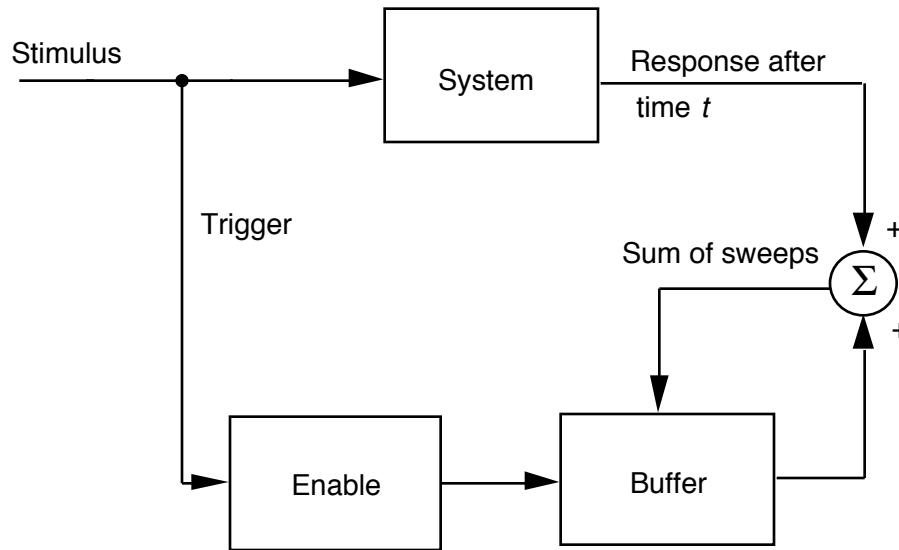 Stimulus
System
Response after
time t
Trigger
+
Sum of sweeps
Σ
+
Enable
Buffer